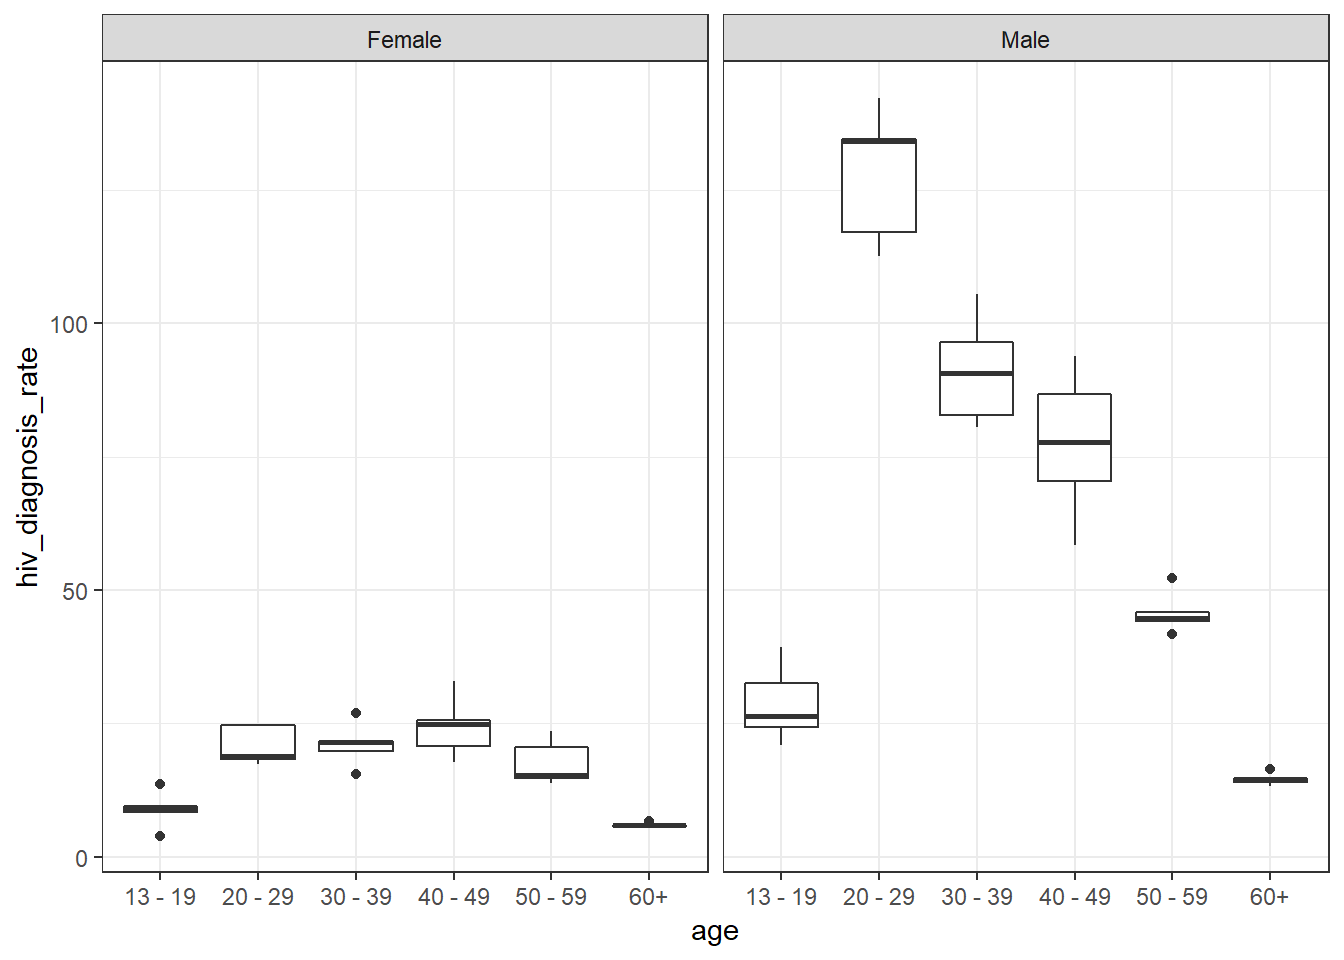 Female
Male
hiv_diagnosis_rate
100
50
0
13 - 19
20 - 29
30 - 39
40 - 49
50 - 59
60+
13 - 19
20 - 29
30 - 39
40 - 49
50 - 59
60+
age